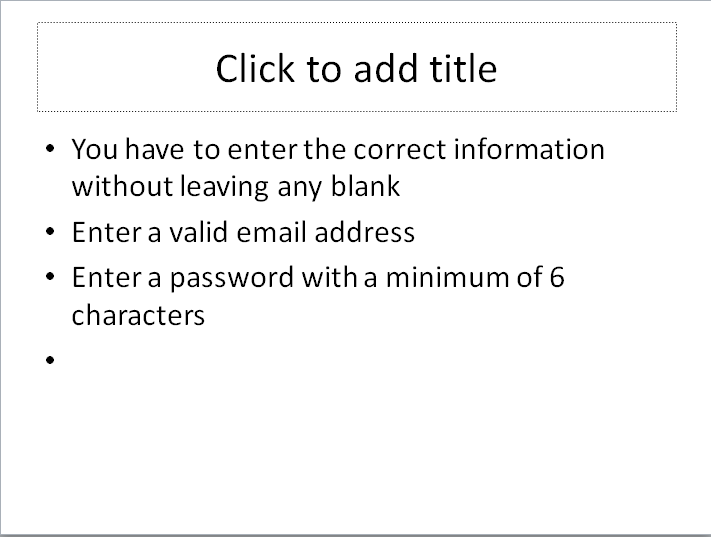 Click to add title
• You have to enter the correct information
without leaving any blank
• Enter a valid email address
• Enter a password with a minimum of 6
characters
•